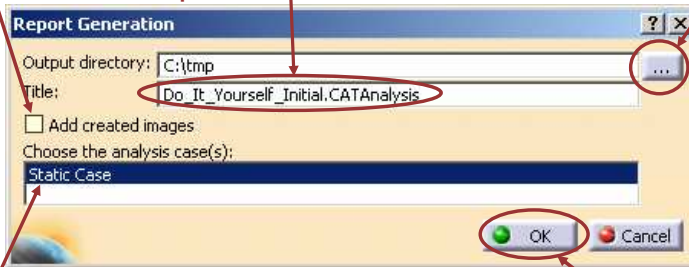 Report Generation
Output directory: C:\tmp ...
Title: Do_It_Yourself_Initial.CATAnalysis
Add created images
Choose the analysis case(s):
Static Case
OK Cancel